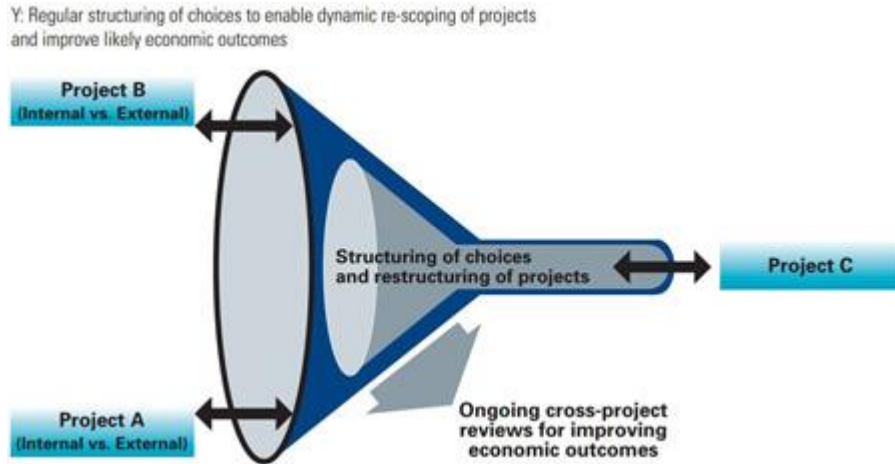 Y: Regular structuring of choices to enable dynamic re-scoping of projects
and improve likely economic outcomes
Project B
(Internal vs. External)
Structuring of choices
and restructuring of projects
Project C
Project A
(Internal vs. External)
Ongoing cross-project
reviews for improving
economic outcomes